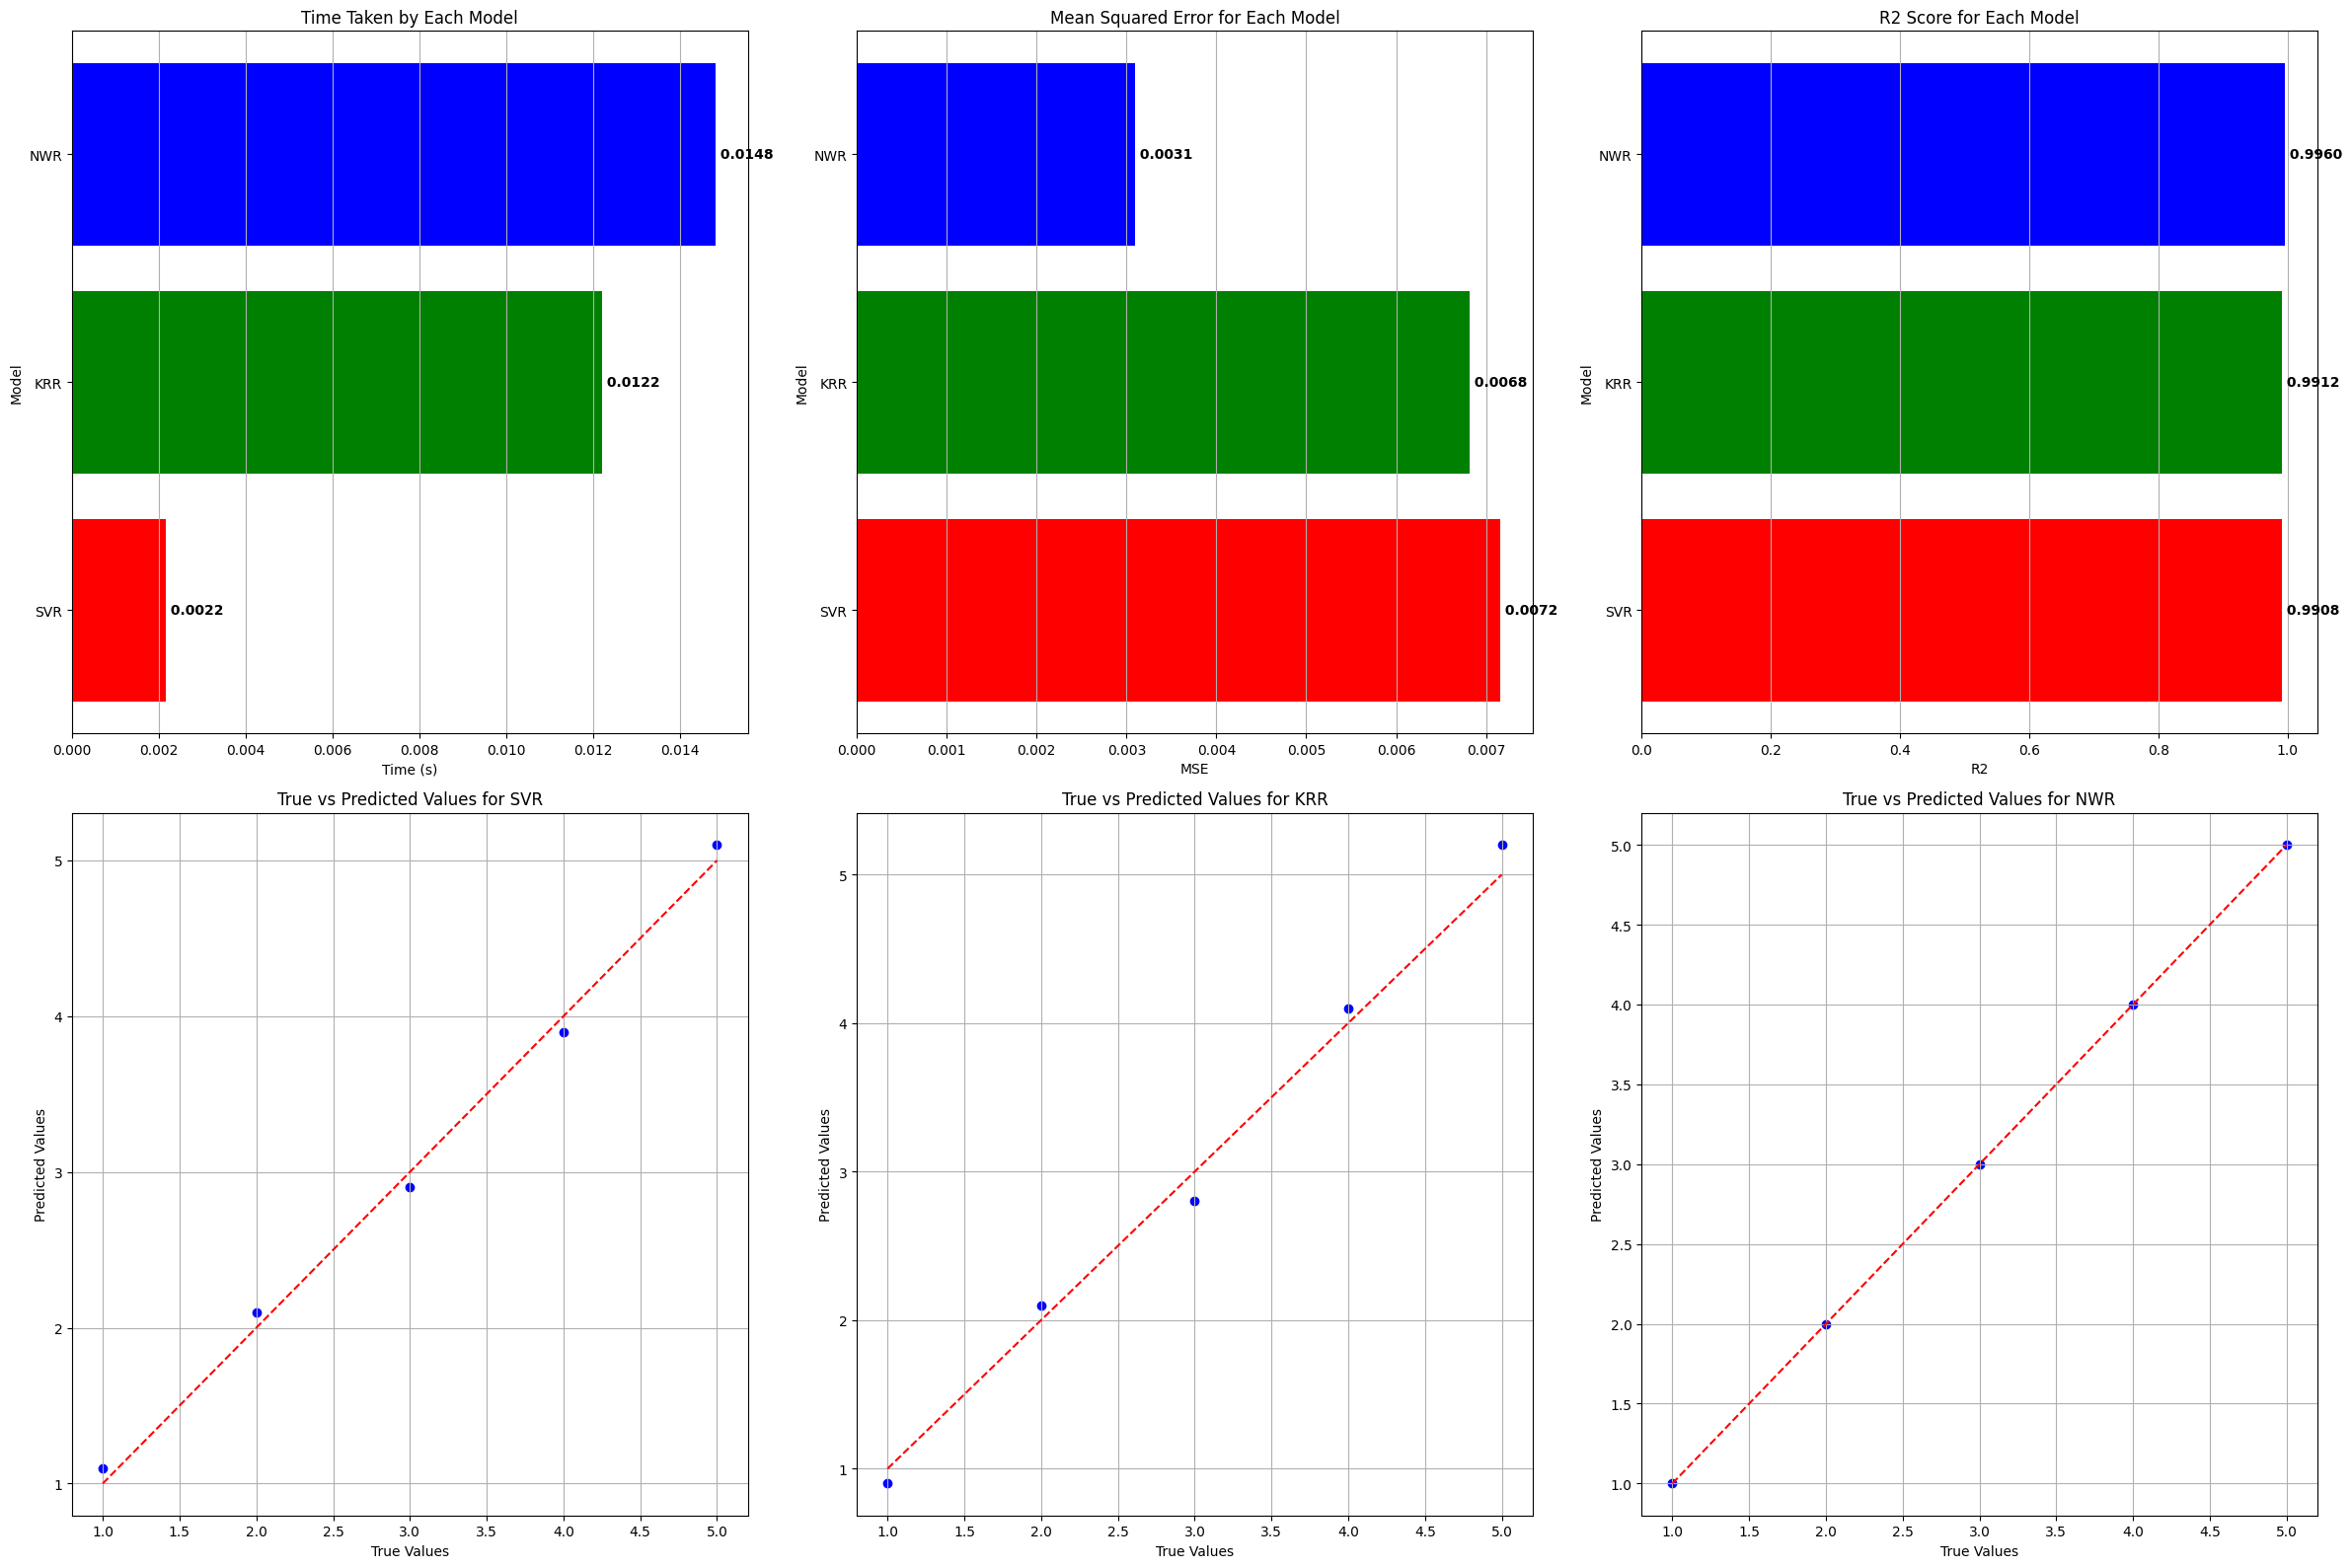 Time Taken by Each Model
Model
NWR
KRR
SVR
0.0148
0.0122
0.0022
0.000 0.002 0.004 0.006 0.008 0.010 0.012 0.014
Time (s)
Mean Squared Error for Each Model
Model
NWR
KRR
SVR
0.0031
0.0068
0.0072
0.000 0.001 0.002 0.003 0.004 0.005 0.006 0.007
MSE
R2 Score for Each Model
Model
NWR
KRR
SVR
0.9960
0.9912
0.9908
0.0 0.2 0.4 0.6 0.8 1.0
R2
True vs Predicted Values for SVR
Predicted Values
5
4
3
2
1
1.0 1.5 2.0 2.5 3.0 3.5 4.0 4.5 5.0
True Values
True vs Predicted Values for KRR
Predicted Values
5
4
3
2
1
1.0 1.5 2.0 2.5 3.0 3.5 4.0 4.5 5.0
True Values
True vs Predicted Values for NWR
Predicted Values
5.0
4.5
4.0
3.5
3.0
2.5
2.0
1.5
1.0
1.0 1.5 2.0 2.5 3.0 3.5 4.0 4.5 5.0
True Values